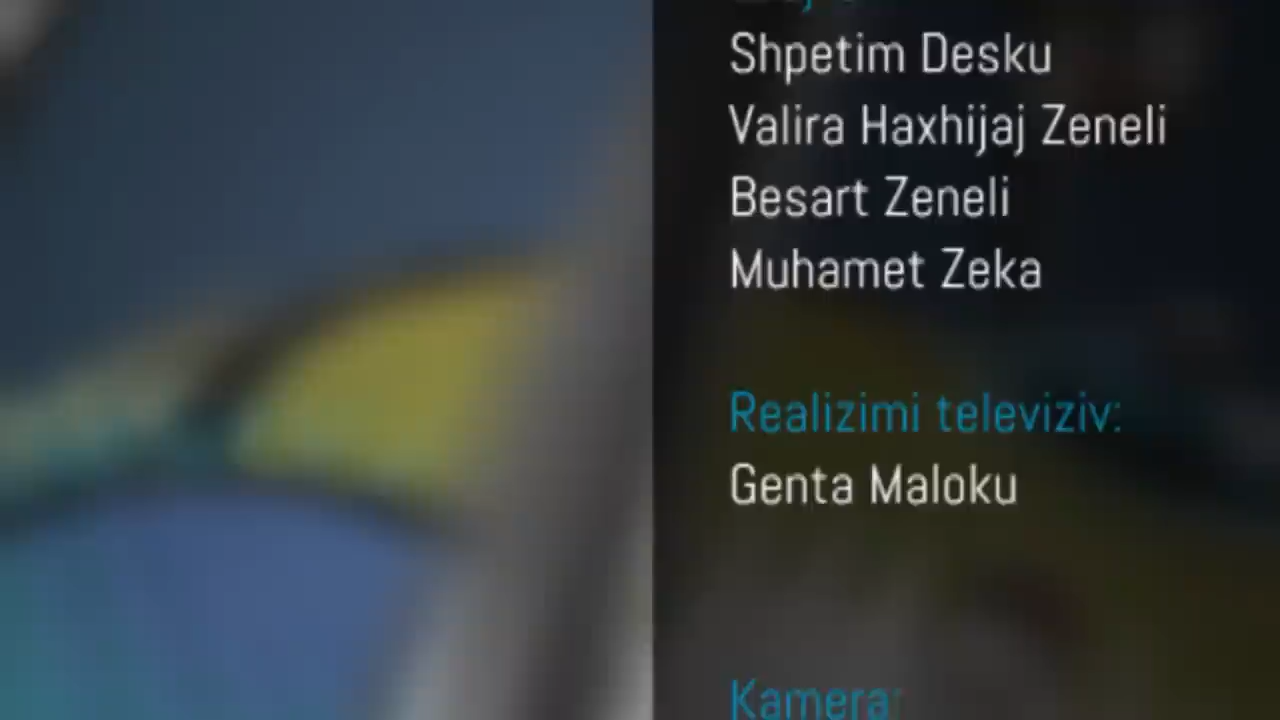 Shpetim Desku
Valira Haxhijaj Zeneli
Besart Zeneli
Muhamet Zeka
Realizimi televiziv:
Genta Maloku
Kamera: